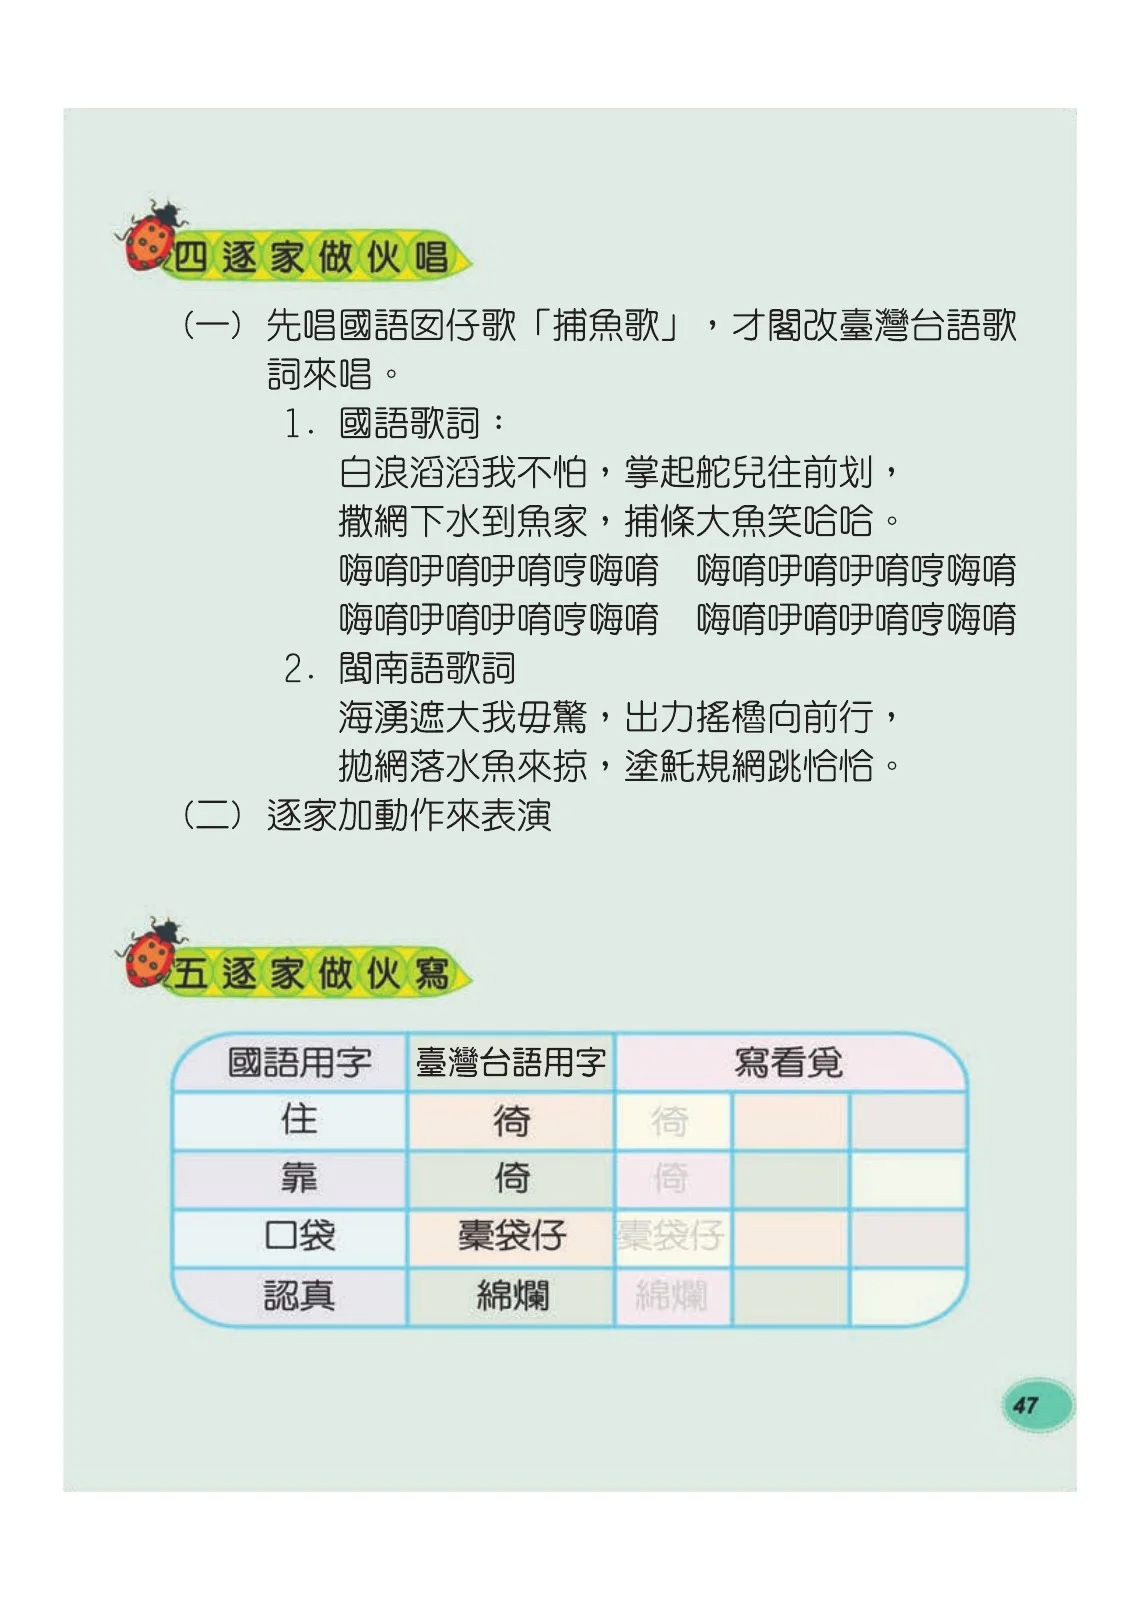 四逐家做伙唱
(一) 先唱國語囡仔歌「捕魚歌」，才閣改臺灣台語歌
詞來唱。
1. 國語歌詞：
白浪滔滔我不怕，掌起舵兒往前划，
撒網下水到魚家，捕條大魚笑哈哈。
嗨唷咿唷咿唷哼嗨唷　嗨唷咿唷咿唷哼嗨唷
嗨唷咿唷咿唷哼嗨唷　嗨唷咿唷咿唷哼嗨唷
2. 閩南語歌詞
海湧遮大我毋驚，出力搖櫓向前行，
拋網落水魚來掠，塗魠規網跳恰恰。
(二) 逐家加動作來表演
五逐家做伙寫
國語用字 臺灣台語用字 寫看覓
住 徛 徛
靠 倚 倚
口袋 橐袋仔 橐袋仔
認真 綿爛 綿爛
47